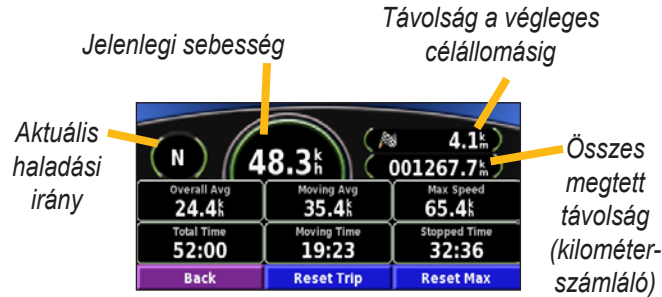 Jelenlegi sebesség
Távolság a végleges
célállomásig
Aktuális
haladási
irány
N
48.3 k/h
4.1 k/m
001267.7 k/m
Összes
megtett
távolság
(kilométer-
számláló)
Overall Avg
24.4 k/h
Moving Avg
35.4 k/h
Max Speed
65.4 k/h
Total Time
52:00
Moving Time
19:23
Stopped Time
32:36
Back
Reset Trip
Reset Max